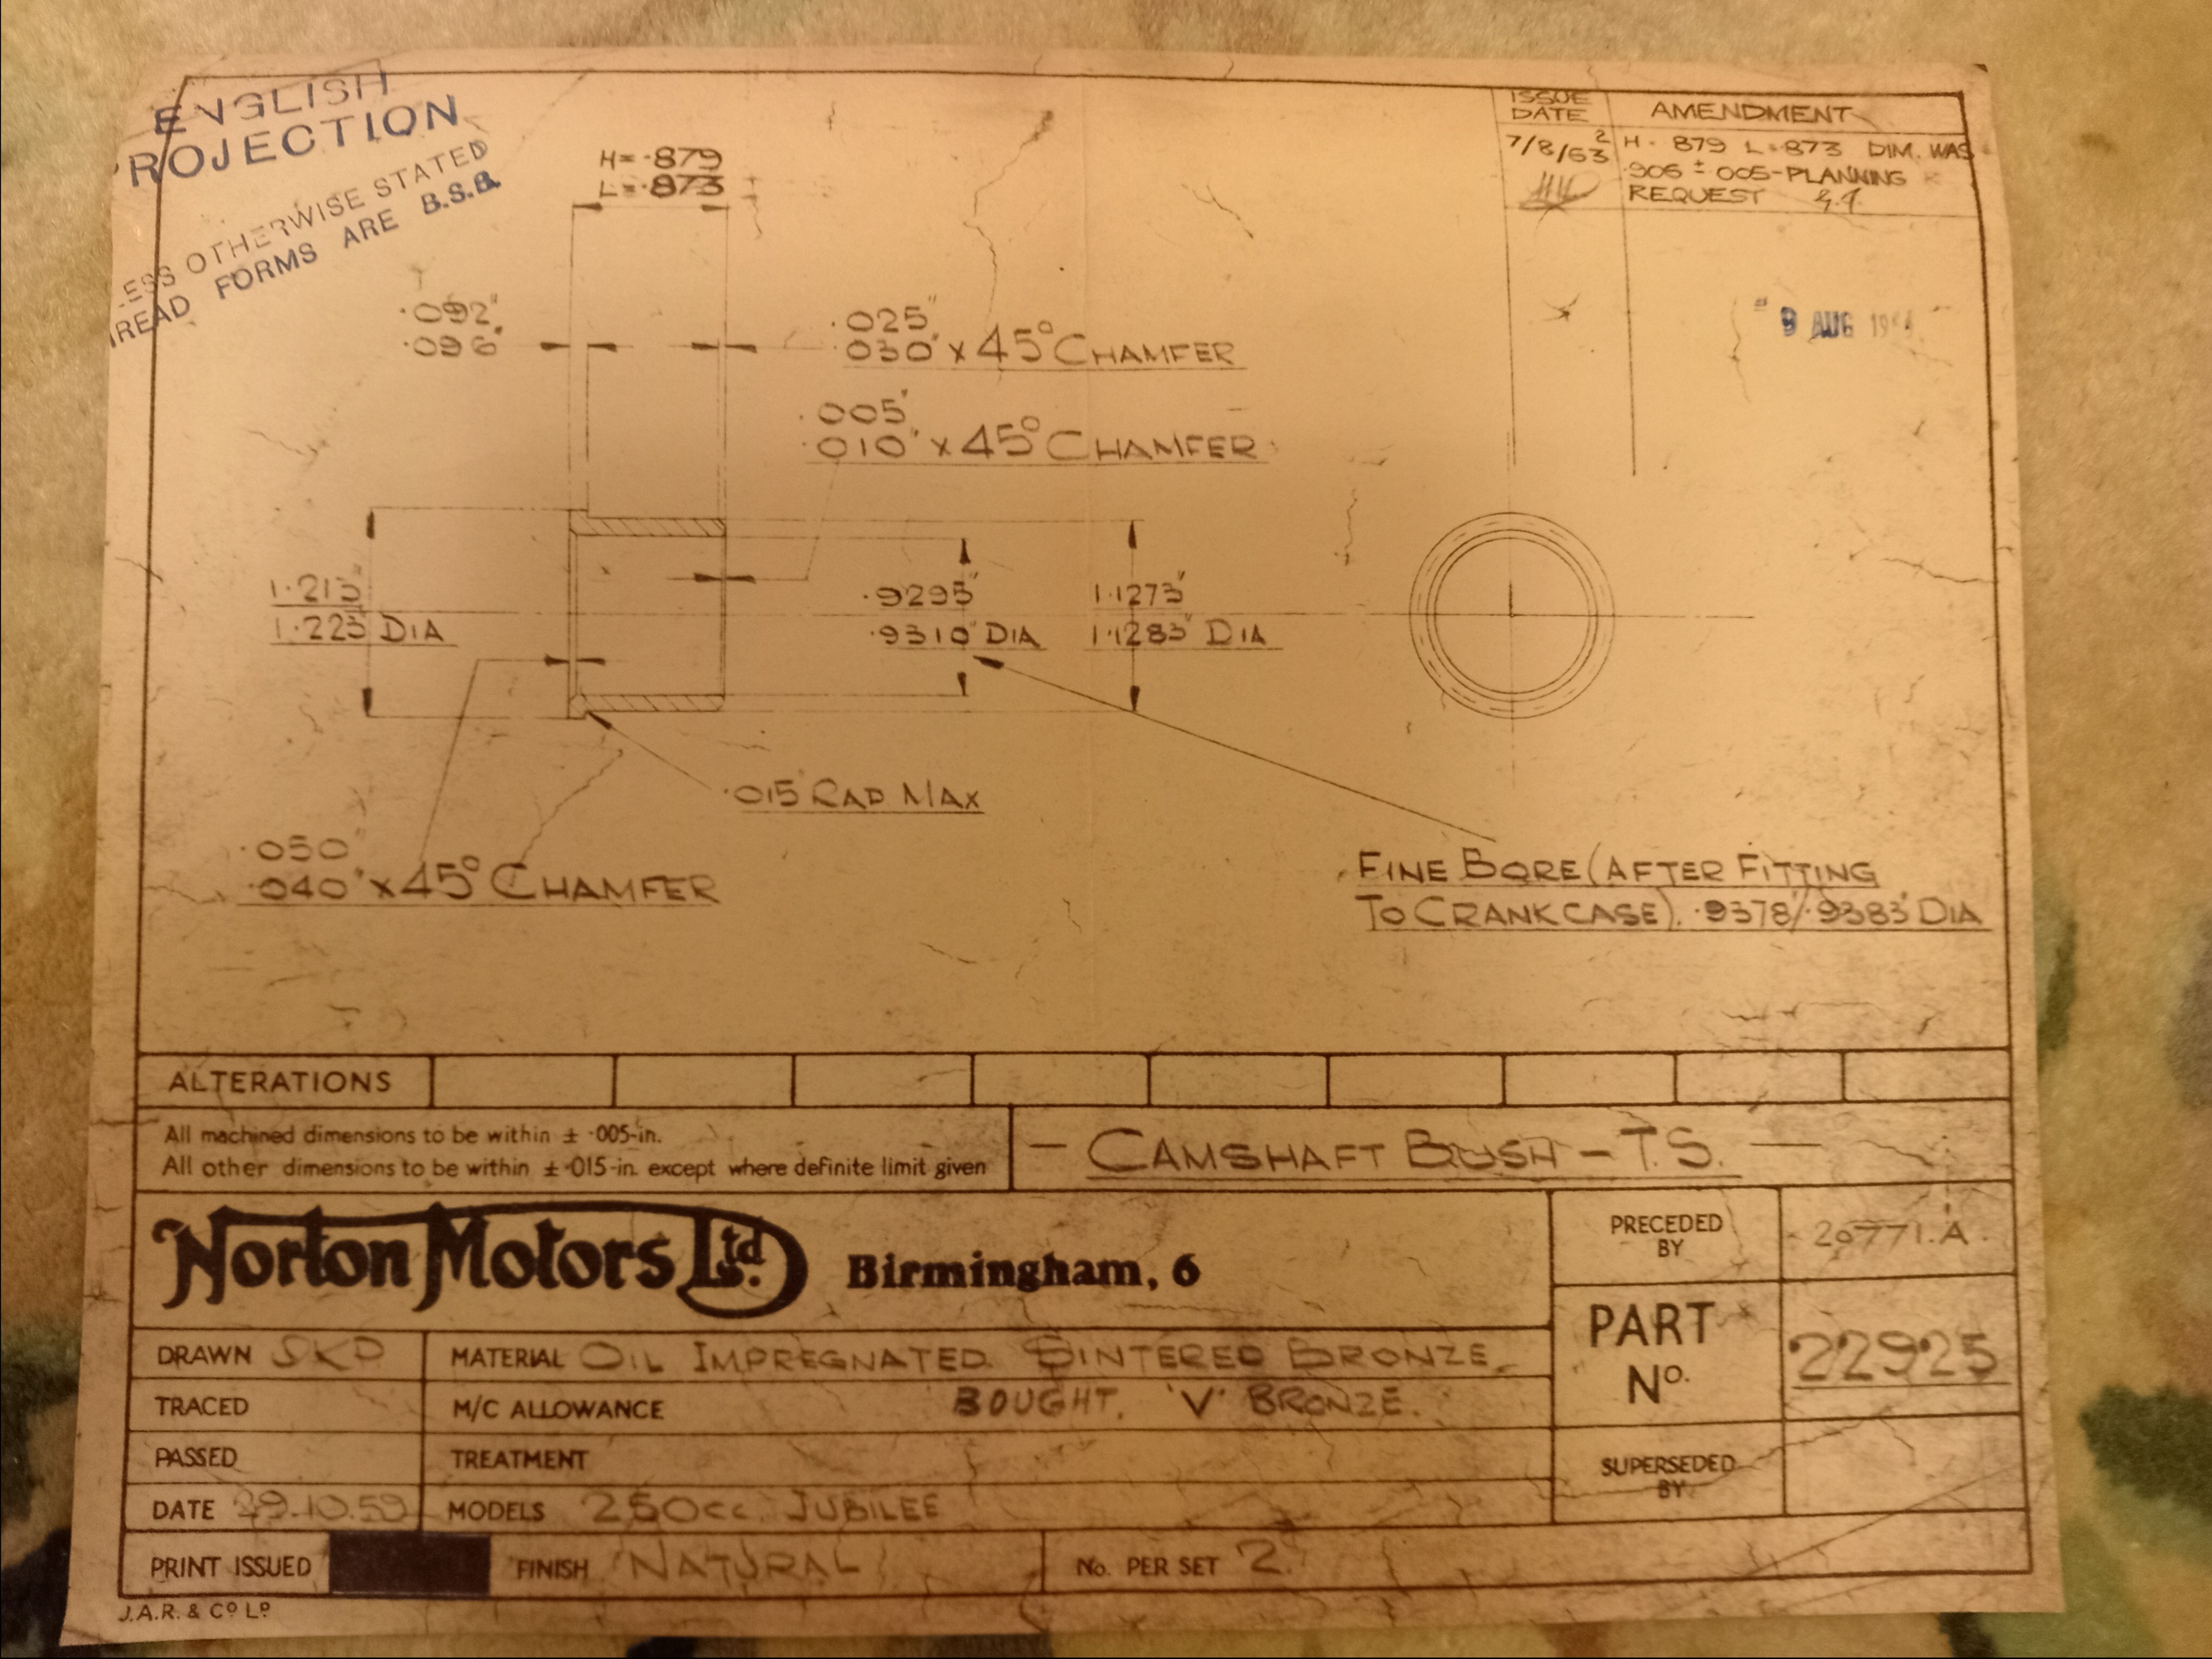 ENGLISH
PROJECTION
LESS OTHERWISE STATED
READ FORMS ARE B.S.B.
ISSUE DATE AMENDMENT
7/8/63 2 H· 879 L·873 DIM. WAS
.906 ± 005-PLANNING
REQUEST
9 AUG
H=·879
L=·873
·092"
·096"
·025"
·030" x 45° CHAMFER
·005"
·010" x 45° CHAMFER
1·213"
1·223" DIA
·9295"
·9310" DIA
1·1273"
1·1283" DIA
·015" RAD MAX
·050"
·040" x 45° CHAMFER
FINE BORE (AFTER FITTING
TO CRANKCASE). ·9378"/·9383" DIA
ALTERATIONS
All machined dimensions to be within ± ·005-in.
All other dimensions to be within ± ·015-in. except where definite limit given
— CAMSHAFT BUSH – T.S. —
Norton Motors Ltd. Birmingham, 6
PRECEDED BY 20771.A.
PART No. 22925
SUPERSEDED BY
DRAWN SKD
MATERIAL OIL IMPREGNATED. SINTERED BRONZE.
TRACED
M/C ALLOWANCE BOUGHT. 'V' BRONZE.
PASSED
TREATMENT
DATE 29.10.59
MODELS 250cc. JUBILEE
PRINT ISSUED
FINISH NATURAL
No. PER SET 2.
J.A.R. & Co LD